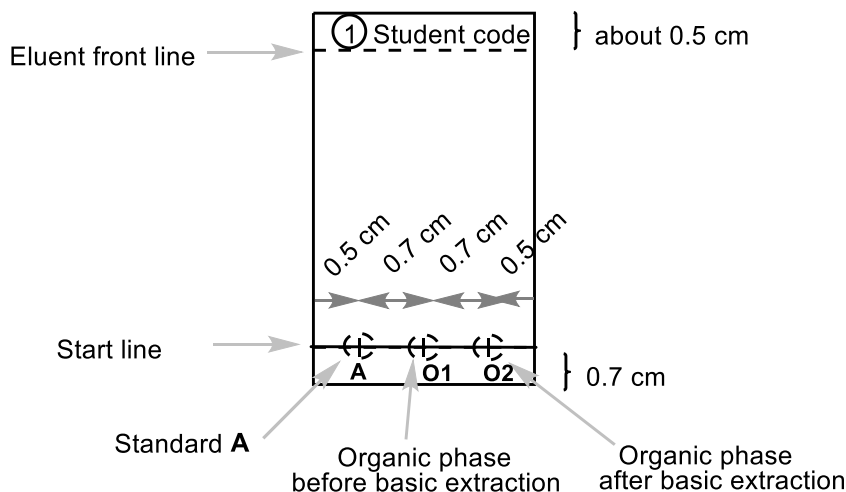 1 Student code
about 0.5 cm
Eluent front line
0.5 cm
0.7 cm
0.7 cm
0.5 cm
Start line
A
O1
O2
0.7 cm
Standard A
Organic phase
before basic extraction
Organic phase
after basic extraction